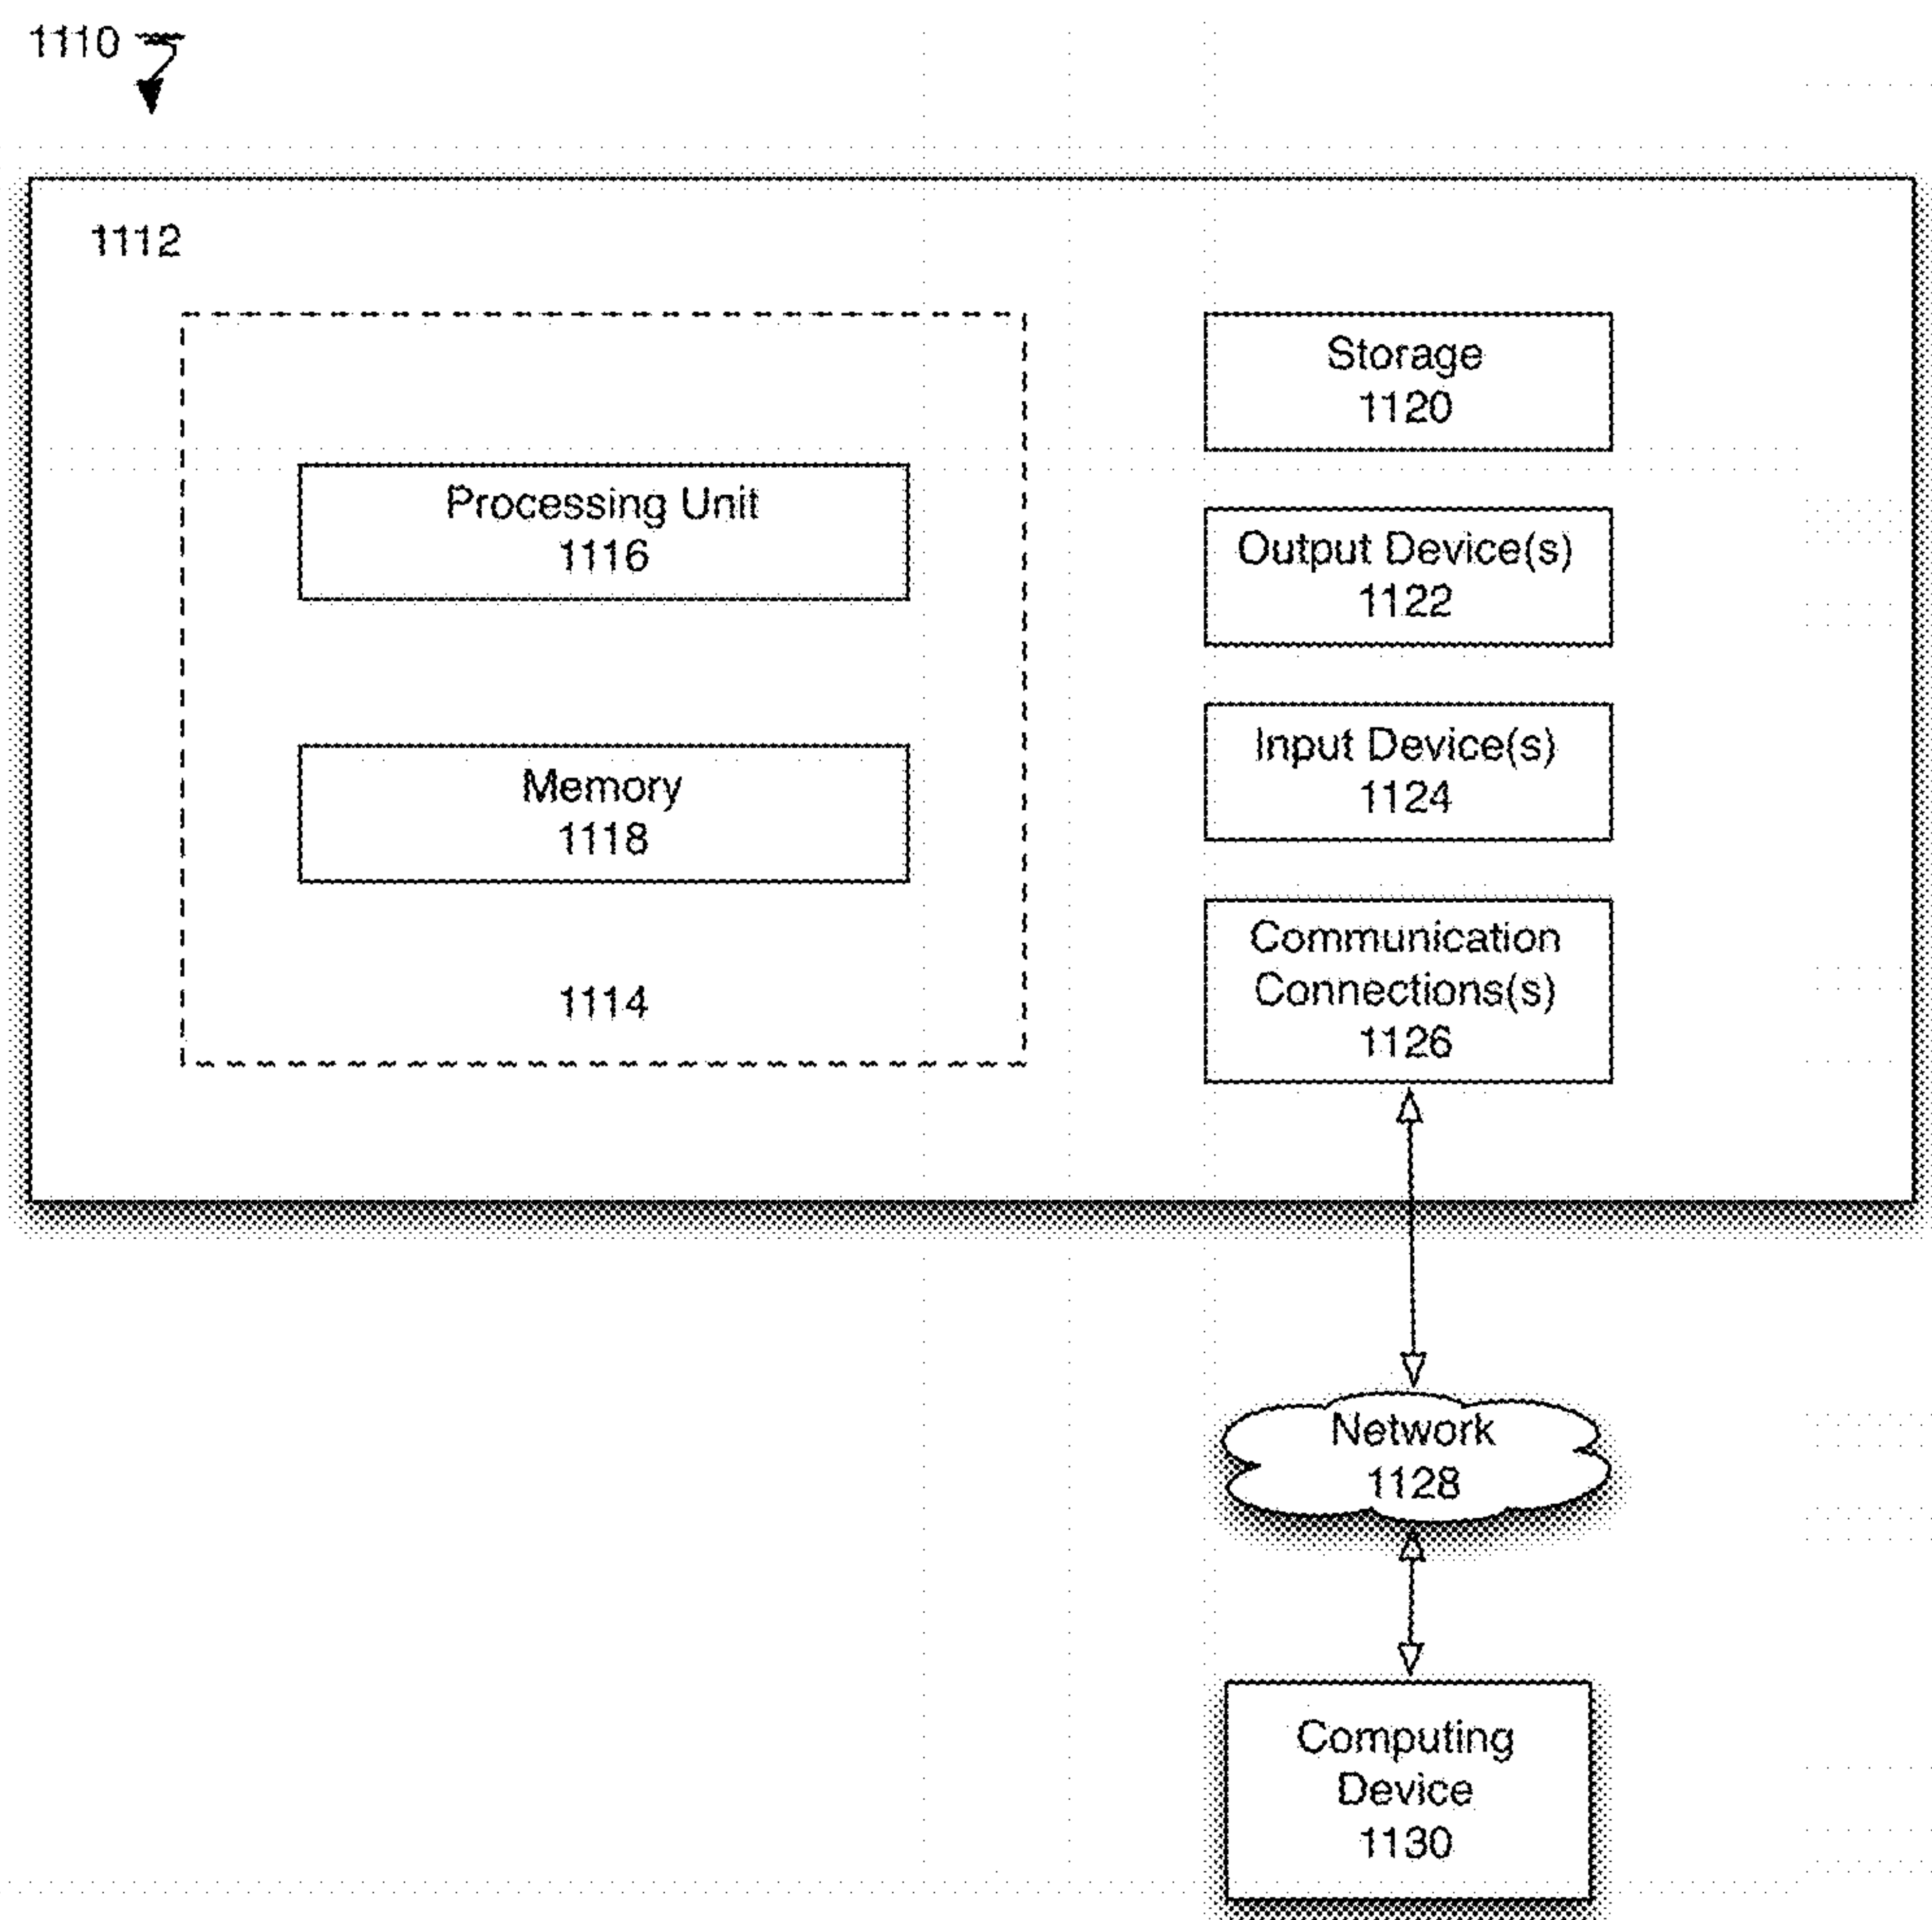 1110
1112
Processing Unit
1116
Memory
1118
1114
Storage
1120
Output Device(s)
1122
Input Device(s)
1124
Communication
Connections(s)
1126
Network
1128
Computing
Device
1130